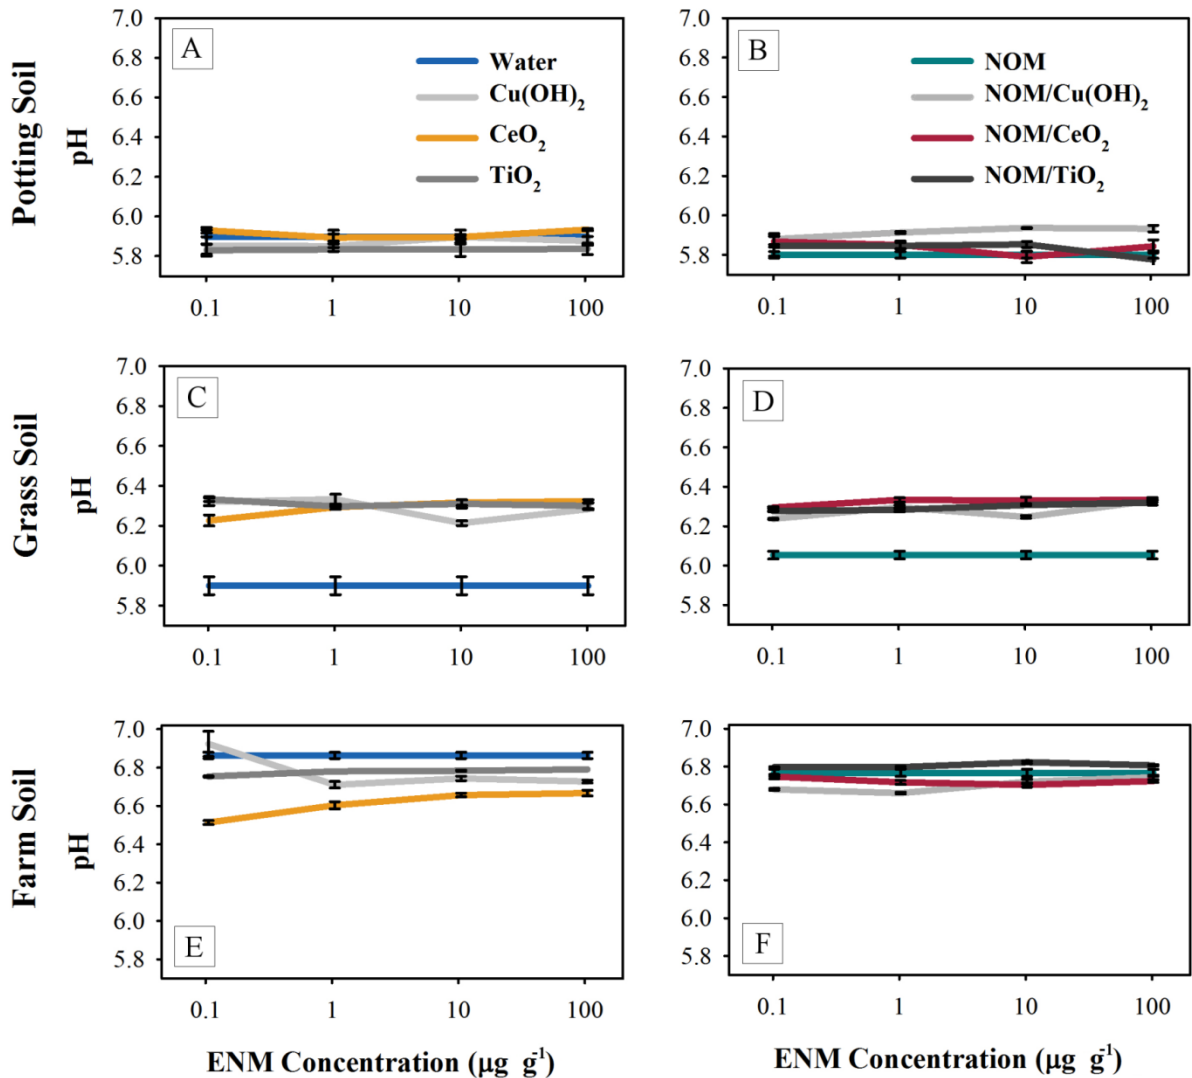 Potting Soil
pH
7.0
6.8
6.6
6.4
6.2
6.0
5.8
A
Water
Cu(OH)₂
CeO₂
TiO₂
0.1 1 10 100
7.0
6.8
6.6
6.4
6.2
6.0
5.8
B
NOM
NOM/Cu(OH)₂
NOM/CeO₂
NOM/TiO₂
0.1 1 10 100
Grass Soil
pH
7.0
6.8
6.6
6.4
6.2
6.0
5.8
C
0.1 1 10 100
7.0
6.8
6.6
6.4
6.2
6.0
5.8
D
0.1 1 10 100
Farm Soil
pH
7.0
6.8
6.6
6.4
6.2
6.0
5.8
E
0.1 1 10 100
ENM Concentration (µg g⁻¹)
7.0
6.8
6.6
6.4
6.2
6.0
5.8
F
0.1 1 10 100
ENM Concentration (µg g⁻¹)